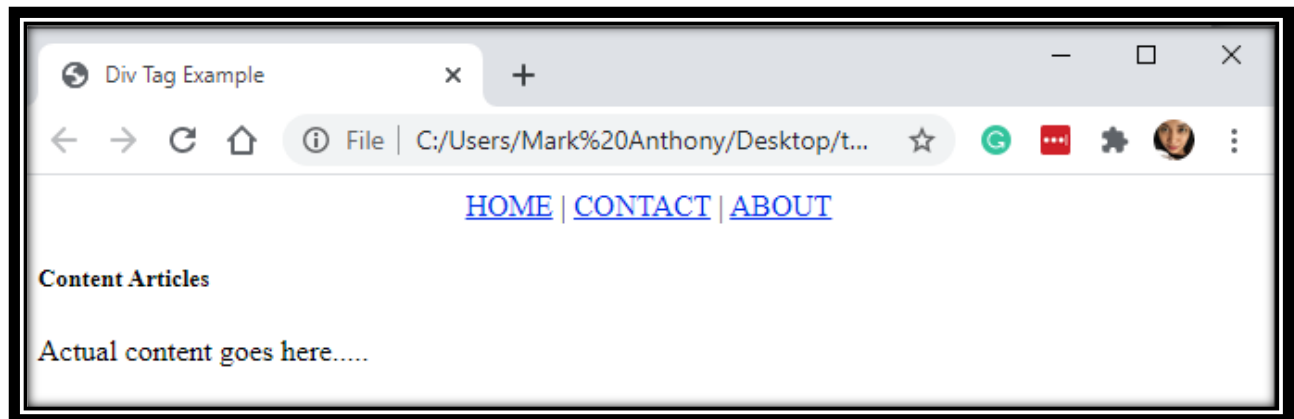 Div Tag Example
File | C:/Users/Mark%20Anthony/Desktop/t...
HOME | CONTACT | ABOUT
Content Articles
Actual content goes here.....